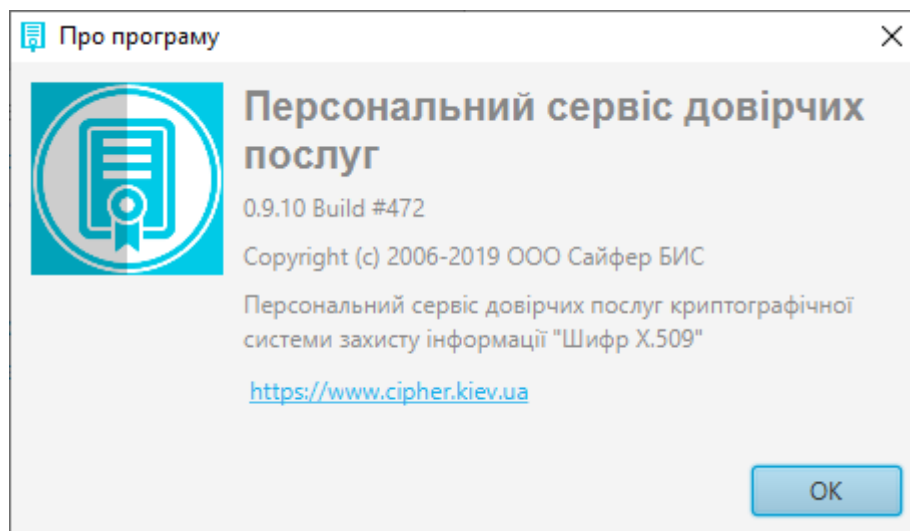 Про програму
Персональний сервіс довірчих
послуг
0.9.10 Build #472
Copyright (c) 2006-2019 ООО Сайфер БИС
Персональний сервіс довірчих послуг криптографічної
системи захисту інформації "Шифр Х.509"
https://www.cipher.kiev.ua
OK